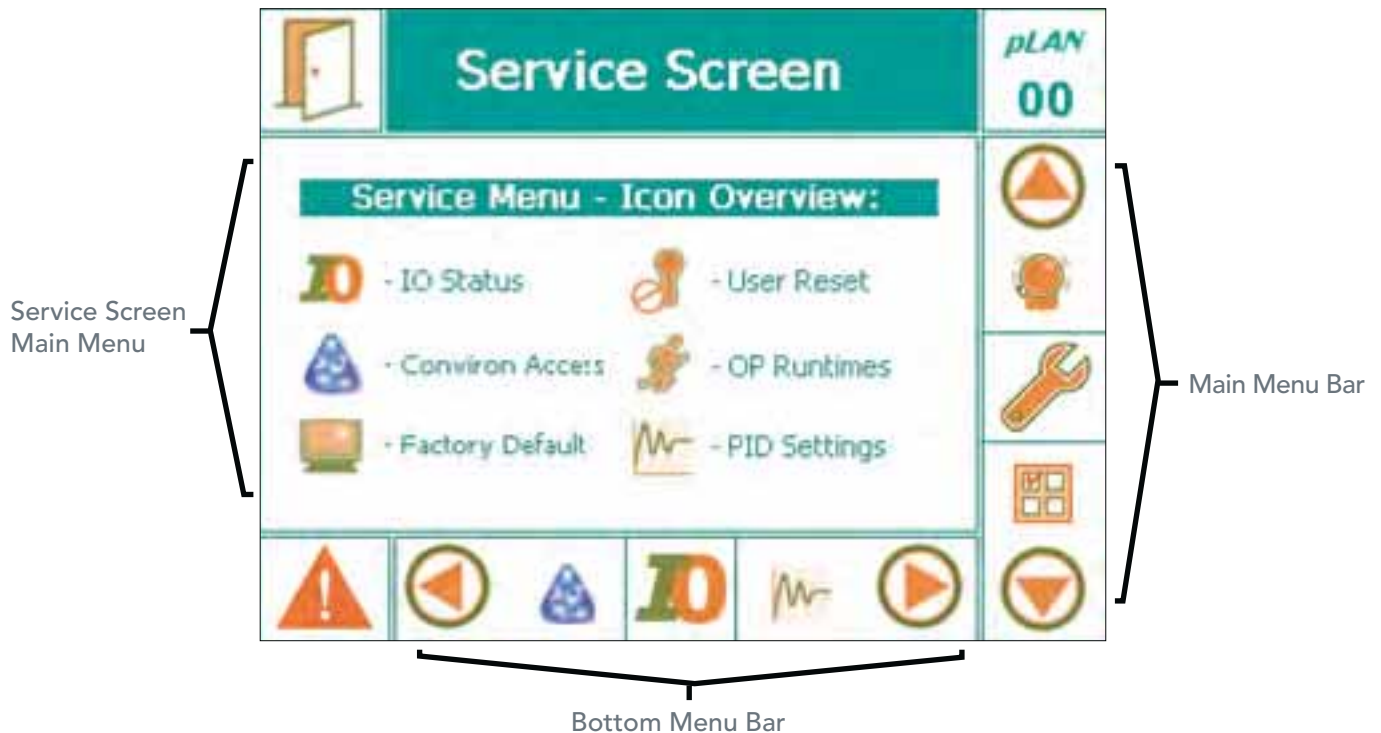 Service Screen
pLAN
00
Service Menu - Icon Overview:
IO - IO Status
- User Reset
- Conviron Access
- OP Runtimes
- Factory Default
- PID Settings
Service Screen
Main Menu
Main Menu Bar
! IO
Bottom Menu Bar